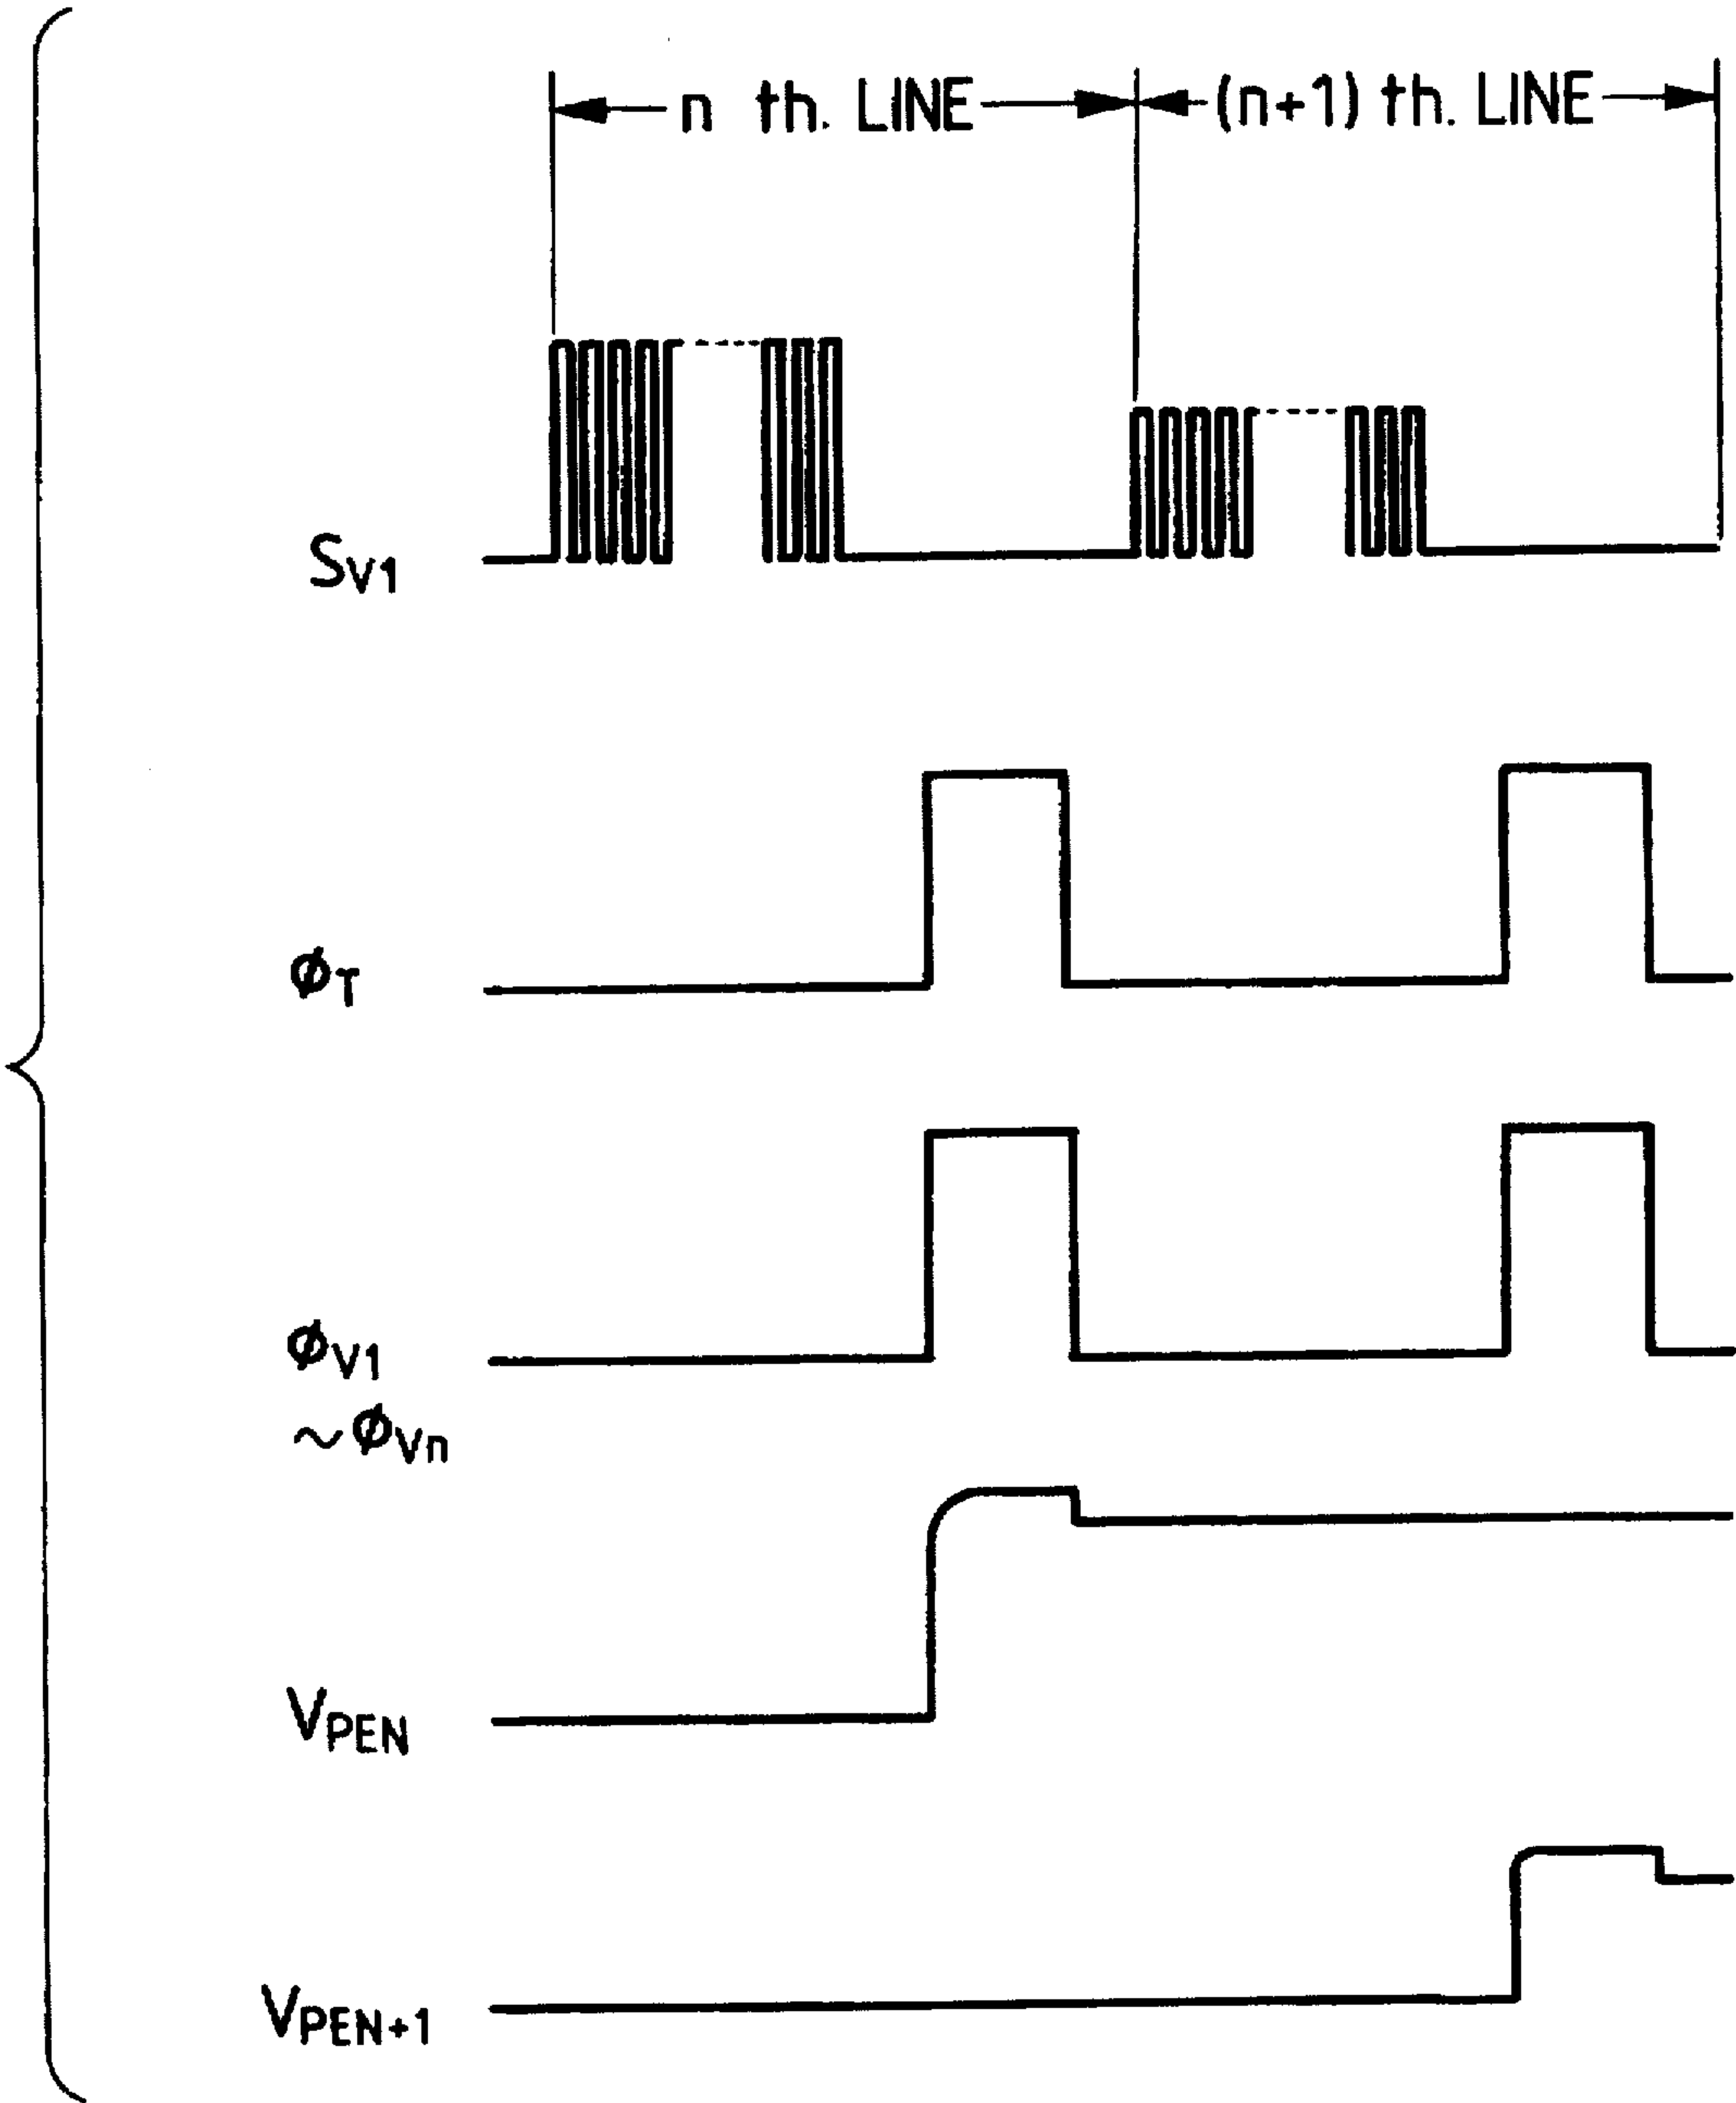 n th. LINE (n+1) th. LINE
SV1
ϕT
ϕV1
~ϕVn
VPEN
VPEN+1